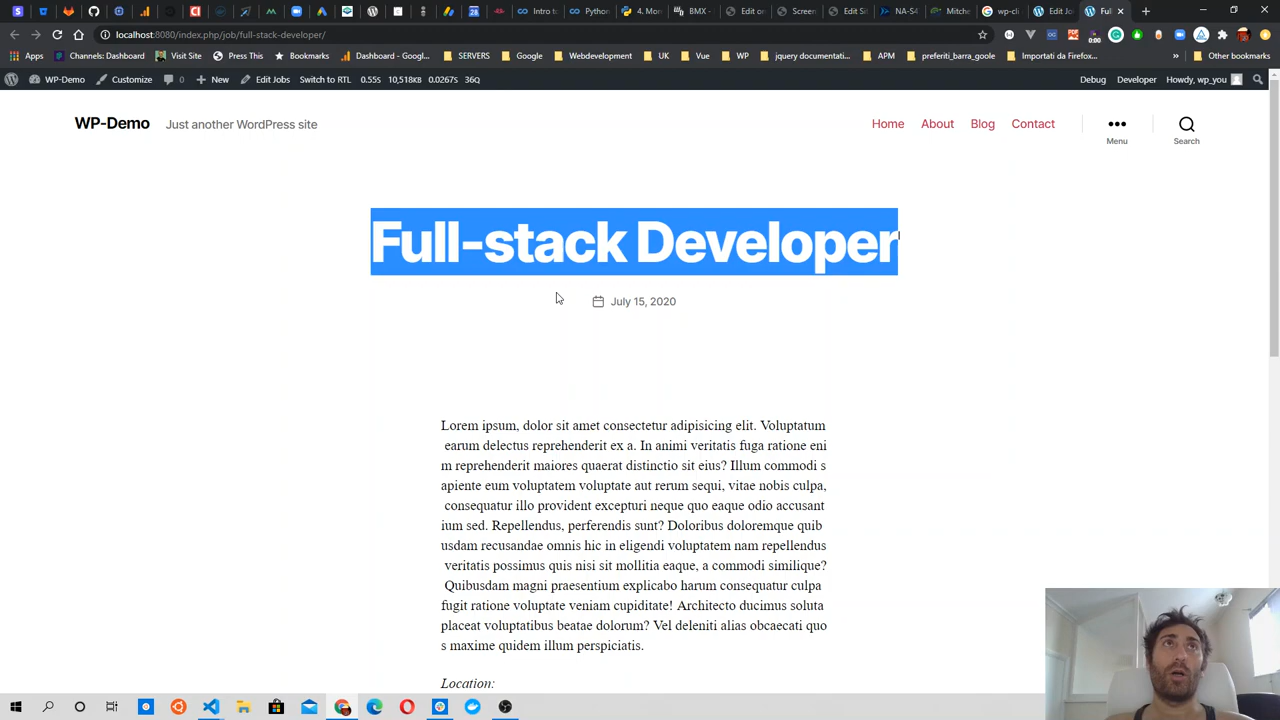 Intro to
Python
4. Mo
BMX -
Edit o
Screen
Edit Si
NA-S4
Mitche
wp-cli
Edit Jo
Ful
localhost:8080/index.php/job/full-stack-developer/
Apps
Channels: Dashboard
Visit Site
Press This
Bookmarks
Dashboard - Googl...
SERVERS
Google
Webdevelopment
UK
Vue
WP
jquery documentati...
APM
preferiti_barra_goole
Importati da Firefox...
»
Other bookmarks
WP-Demo
Customize
0
New
Edit Jobs
Switch to RTL
0.55s
10,518kB
0.0267s
36Q
Debug
Developer
Howdy, wp_you
WP-Demo
Just another WordPress site
Home
About
Blog
Contact
Menu
Search
Full-stack Developer
July 15, 2020
Lorem ipsum, dolor sit amet consectetur adipisicing elit. Voluptatum
earum delectus reprehenderit ex a. In animi veritatis fuga ratione eni
m reprehenderit maiores quaerat distinctio sit eius? Illum commodi s
apiente eum voluptatem voluptate aut rerum sequi, vitae nobis culpa,
consequatur illo provident excepturi neque quo eaque odio accusant
ium sed. Repellendus, perferendis sunt? Doloribus doloremque quib
usdam recusandae omnis hic in eligendi voluptatem nam repellendus
veritatis possimus quis nisi sit mollitia eaque, a commodi similique?
Quibusdam magni praesentium explicabo harum consequatur culpa
fugit ratione voluptate veniam cupiditate! Architecto ducimus soluta
placeat voluptatibus beatae dolorum? Vel deleniti alias obcaecati quo
s maxime quidem illum perspiciatis.
Location: